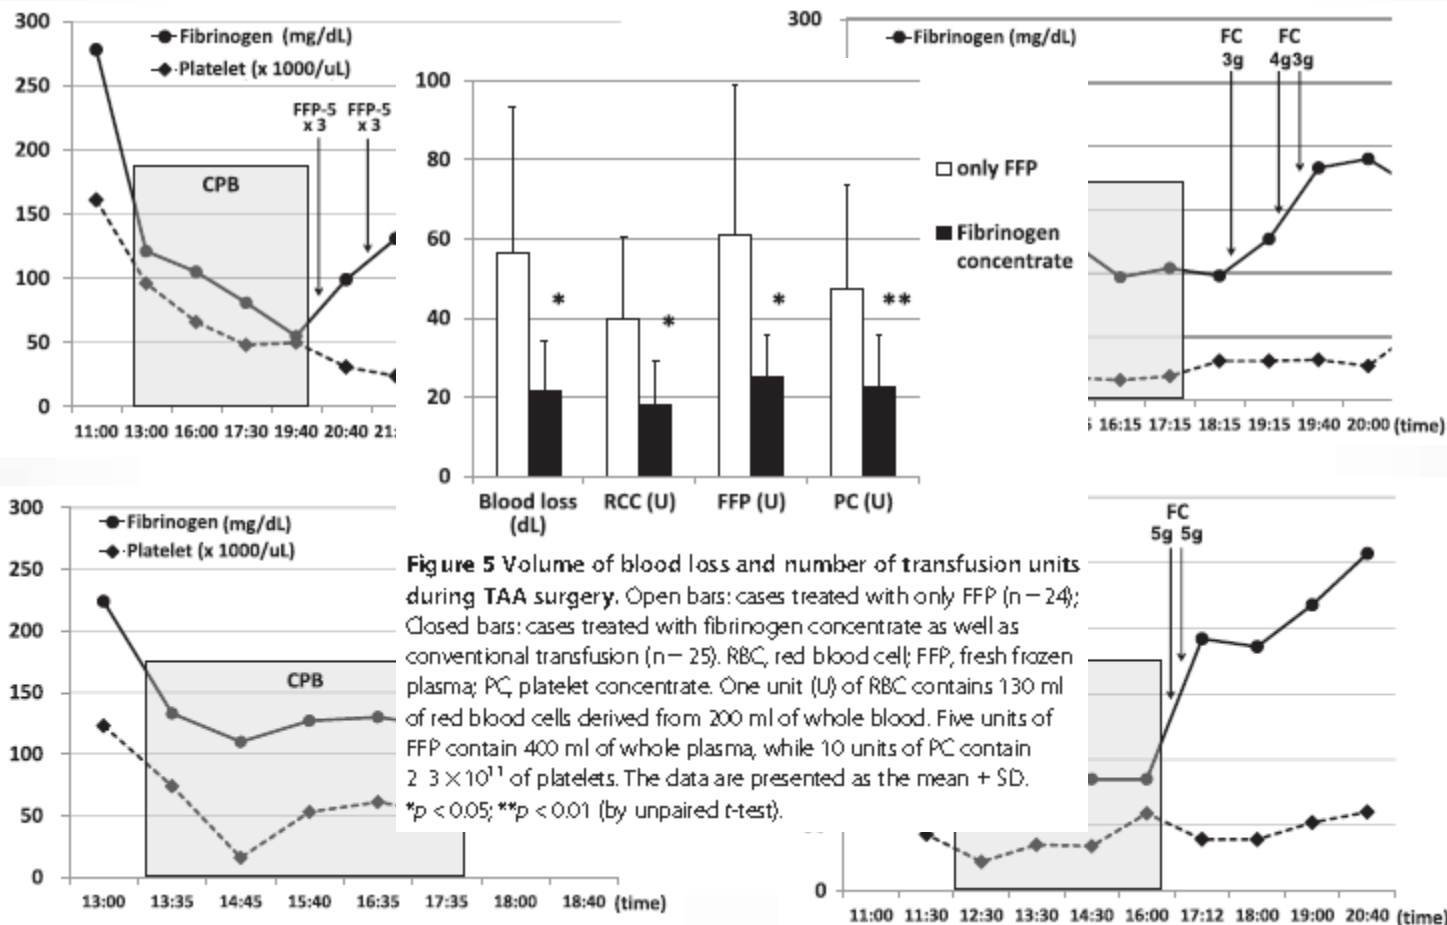 300
250
200
150
100
50
0
Fibrinogen (mg/dL)
Platelet (x 1000/uL)
FFP-5 FFP-5
x 3 x 3
CPB
11:00 13:00 16:00 17:30 19:40 20:40
100
80
60
40
20
0
only FFP
Fibrinogen
concentrate
* * * **
Blood loss RCC (U) FFP (U) PC (U)
(dL)
300
Fibrinogen (mg/dL)
FC FC
3g 4g 3g
16:15 17:15 18:15 19:15 19:40 20:00 (time)
300
250
200
150
100
50
0
Fibrinogen (mg/dL)
Platelet (x 1000/uL)
CPB
13:00 13:35 14:45 15:40 16:35 17:35 18:00 18:40 (time)
Figure 5 Volume of blood loss and number of transfusion units
during TAA surgery. Open bars: cases treated with only FFP (n−24);
Closed bars: cases treated with fibrinogen concentrate as well as
conventional transfusion (n−25). RBC, red blood cell; FFP, fresh frozen
plasma; PC, platelet concentrate. One unit (U) of RBC contains 130 ml
of red blood cells derived from 200 ml of whole blood. Five units of
FFP contain 400 ml of whole plasma, while 10 units of PC contain
2 3 × 10¹¹ of platelets. The data are presented as the mean + SD.
*p < 0.05; **p < 0.01 (by unpaired t-test).
FC
5g 5g
0
11:00 11:30 12:30 13:30 14:30 16:00 17:12 18:00 19:00 20:40 (time)